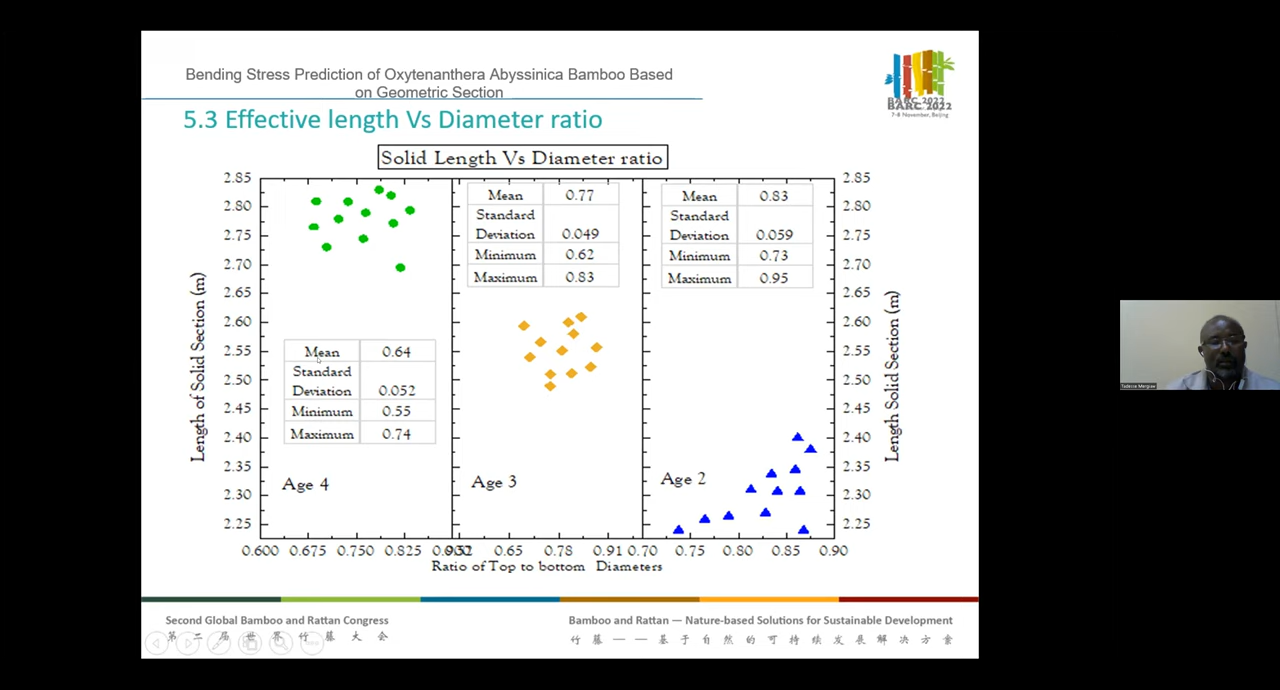 Bending Stress Prediction of Oxytenanthera Abyssinica Bamboo Based
on Geometric Section
BARC 2022
BARC 2022
7-8 November, Beijing
5.3 Effective length Vs Diameter ratio
Solid Length Vs Diameter ratio
2.85
2.80
2.75
2.70
2.65
2.60
2.55
2.50
2.45
2.40
2.35
2.30
2.25
Length of Solid Section (m)
Mean 0.64
Standard
Deviation 0.052
Minimum 0.55
Maximum 0.74
Age 4
Mean 0.77
Standard
Deviation 0.049
Minimum 0.62
Maximum 0.83
Age 3
Mean 0.83
Standard
Deviation 0.059
Minimum 0.73
Maximum 0.95
Age 2
2.85
2.80
2.75
2.70
2.65
2.60
2.55
2.50
2.45
2.40
2.35
2.30
2.25
Length Solid Section (m)
0.600 0.675 0.750 0.825 0.65 0.78 0.91 0.70 0.75 0.80 0.85 0.90
Ratio of Top to bottom Diameters
Second Global Bamboo and Rattan Congress
第二届世界竹藤大会
Bamboo and Rattan — Nature-based Solutions for Sustainable Development
竹藤——基于自然的可持续发展解决方案